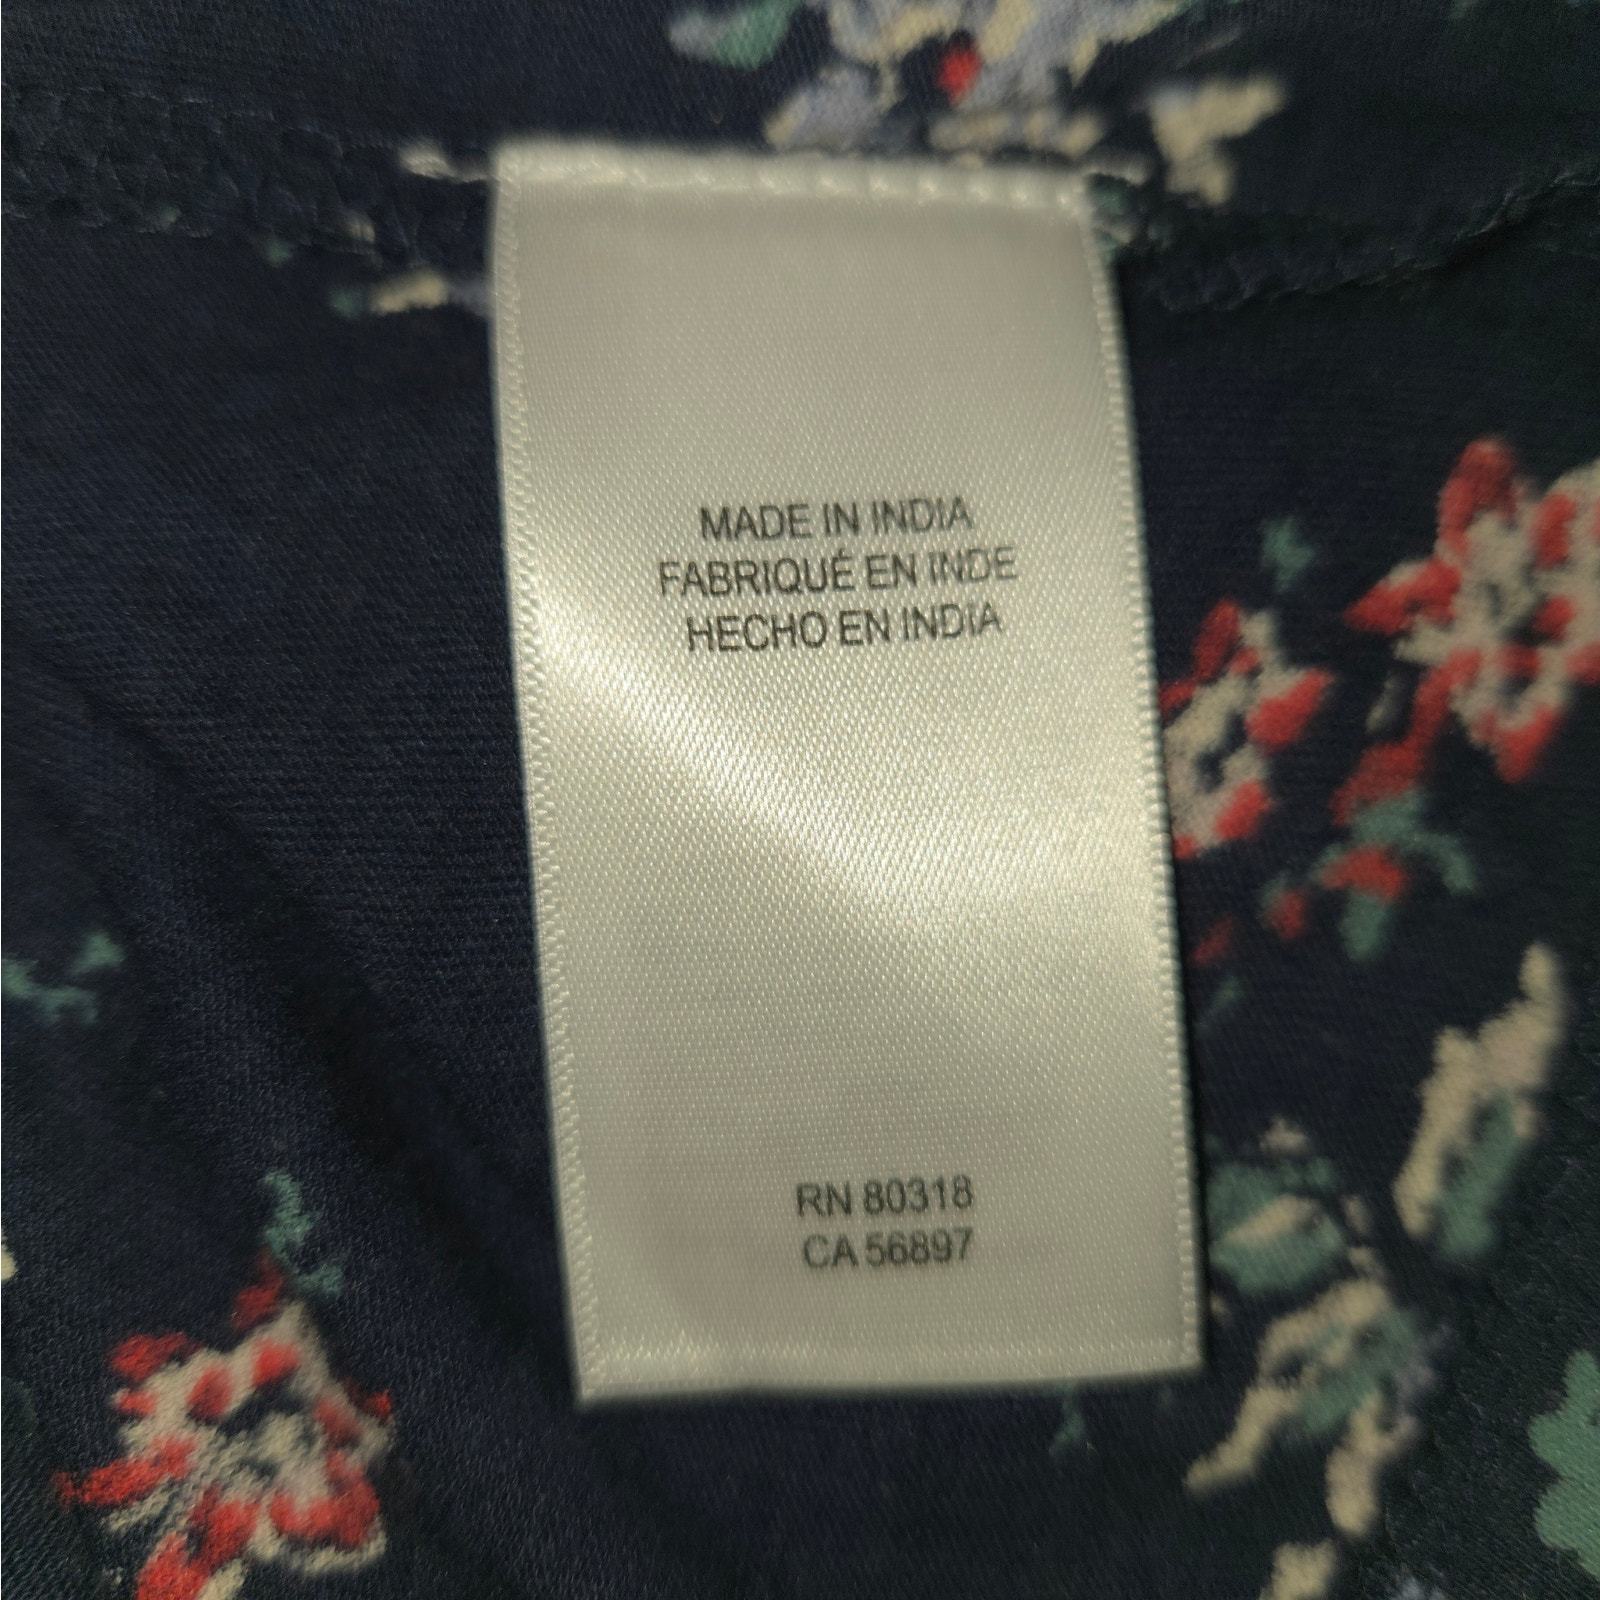 MADE IN INDIA
FABRIQUÉ EN INDE
HECHO EN INDIA
RN 80318
CA 56897